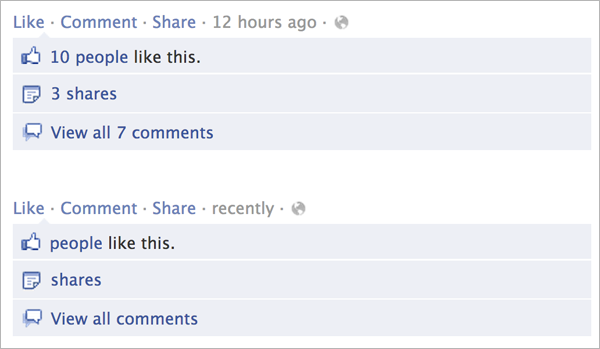 Like · Comment · Share · 12 hours ago ·
10 people like this.
3 shares
View all 7 comments
Like · Comment · Share · recently ·
people like this.
shares
View all comments